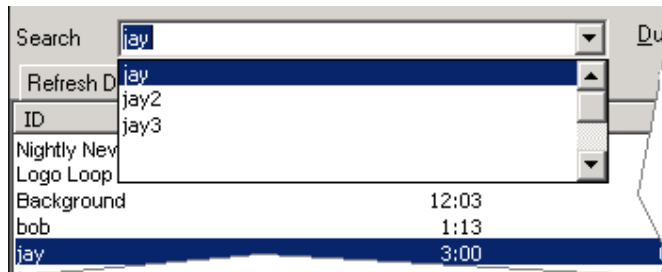 Search jay Du
jay
Refresh D
jay2
ID
jay3
Nightly Nev
Logo Loop
Background 12:03
bob 1:13
jay 3:00